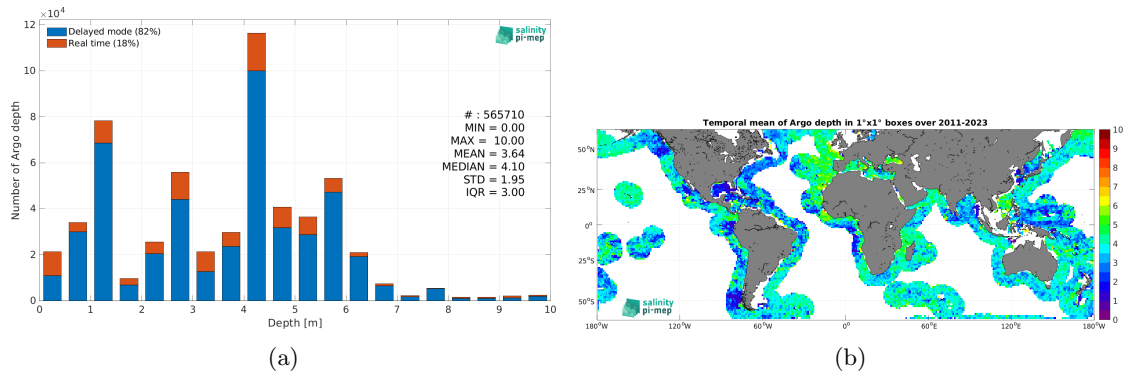 ×10⁴
12
10
8
6
4
2
0
Number of Argo depth
Delayed mode (82%)
Real time (18%)
salinity
pi-mep
# : 565710
MIN = 0.00
MAX = 10.00
MEAN = 3.64
MEDIAN = 4.10
STD = 1.95
IQR = 3.00
0 1 2 3 4 5 6 7 8 9 10
Depth [m]
(a)
Temporal mean of Argo depth in 1°x1° boxes over 2011-2023
50°N
25°N
0°
25°S
50°S
180°W 120°W 60°W 0° 60°E 120°E 180°W
salinity
pi-mep
10
9
8
7
6
5
4
3
2
1
0
(b)